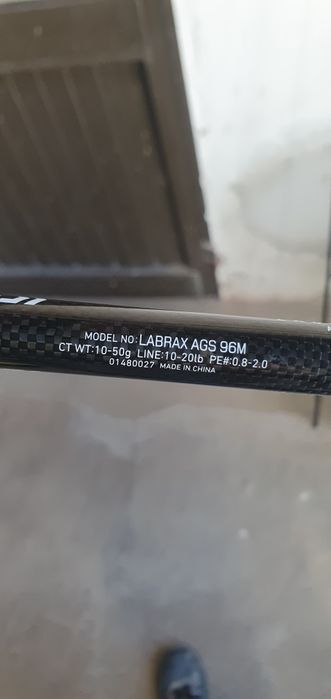 MODEL NO: LABRAX AGS 96M
CT WT:10-50g LINE:10-20lb PE#:0.8-2.0
01480027 MADE IN CHINA